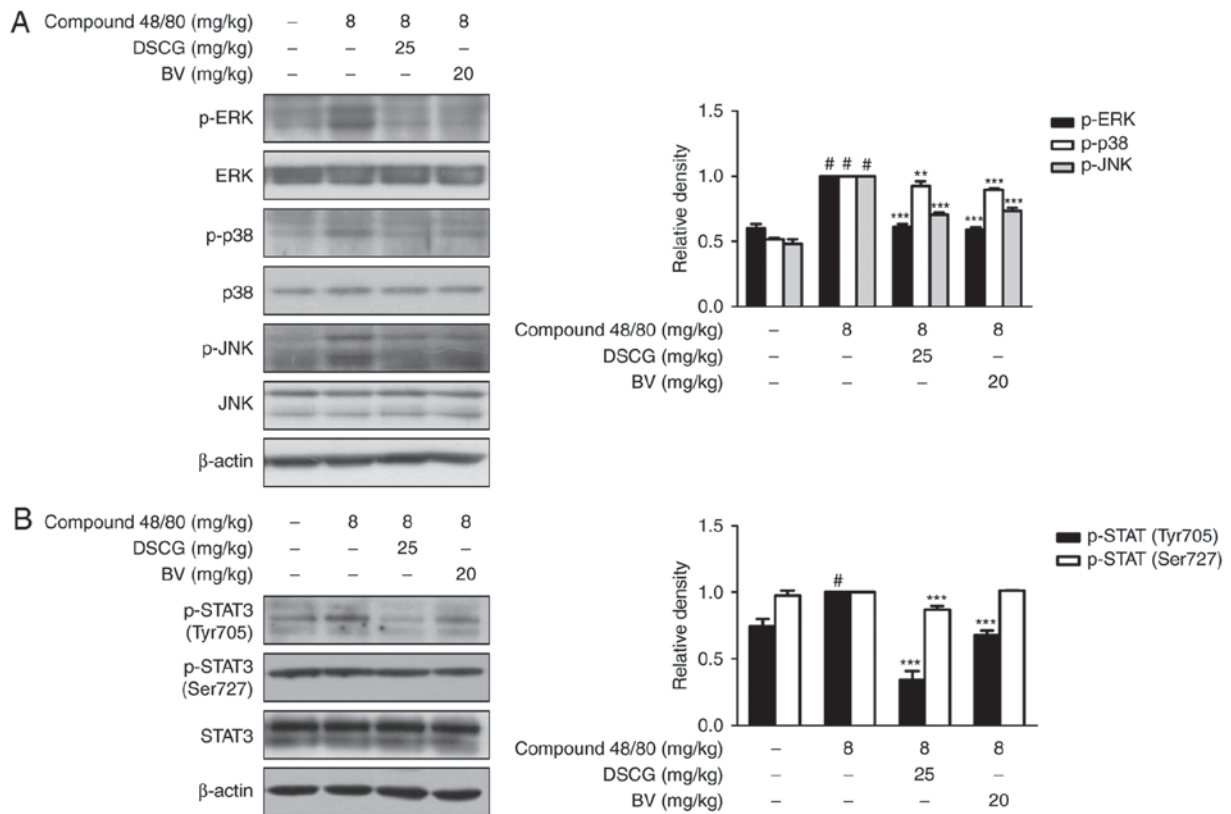 A
Compound 48/80 (mg/kg) – 8 8 8
DSCG (mg/kg) – – 25 –
BV (mg/kg) – – – 20
p-ERK
ERK
p-p38
p38
p-JNK
JNK
β-actin
1.5
1.0
0.5
0.0
Relative density
# # #
*** ** ***
*** *** ***
p-ERK
p-p38
p-JNK
Compound 48/80 (mg/kg) – 8 8 8
DSCG (mg/kg) – – 25 –
BV (mg/kg) – – – 20
B
Compound 48/80 (mg/kg) – 8 8 8
DSCG (mg/kg) – – 25 –
BV (mg/kg) – – – 20
p-STAT3
(Tyr705)
p-STAT3
(Ser727)
STAT3
β-actin
1.5
1.0
0.5
0.0
Relative density
#
*** ***
***
p-STAT (Tyr705)
p-STAT (Ser727)
Compound 48/80 (mg/kg) – 8 8 8
DSCG (mg/kg) – – 25 –
BV (mg/kg) – – – 20